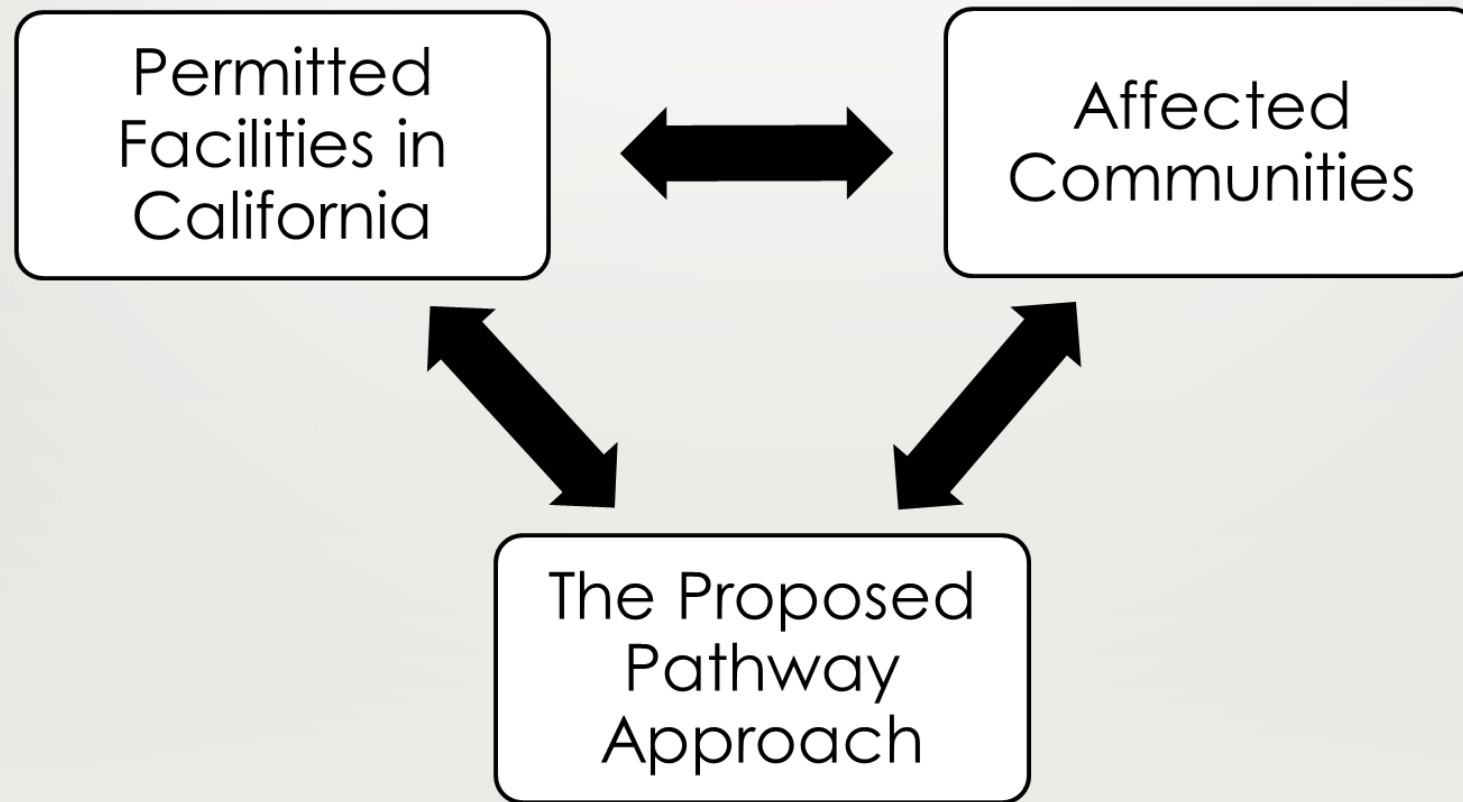 Permitted
Facilities in
California
Affected
Communities
The Proposed
Pathway
Approach